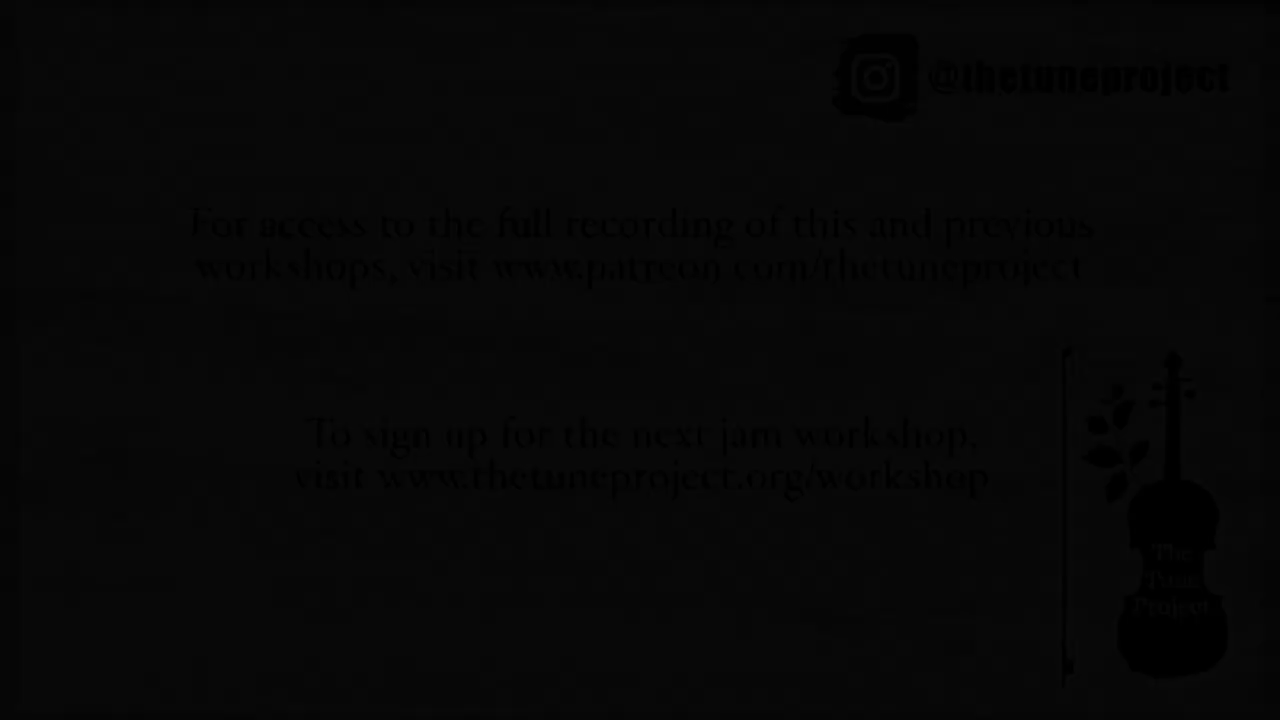 @thetuneproject
For access to the full recording of this and previous
workshops, visit www.patreon.com/thetuneproject
To sign up for the next jam workshop,
visit www.thetuneproject.org/workshop
The
Tune
Project